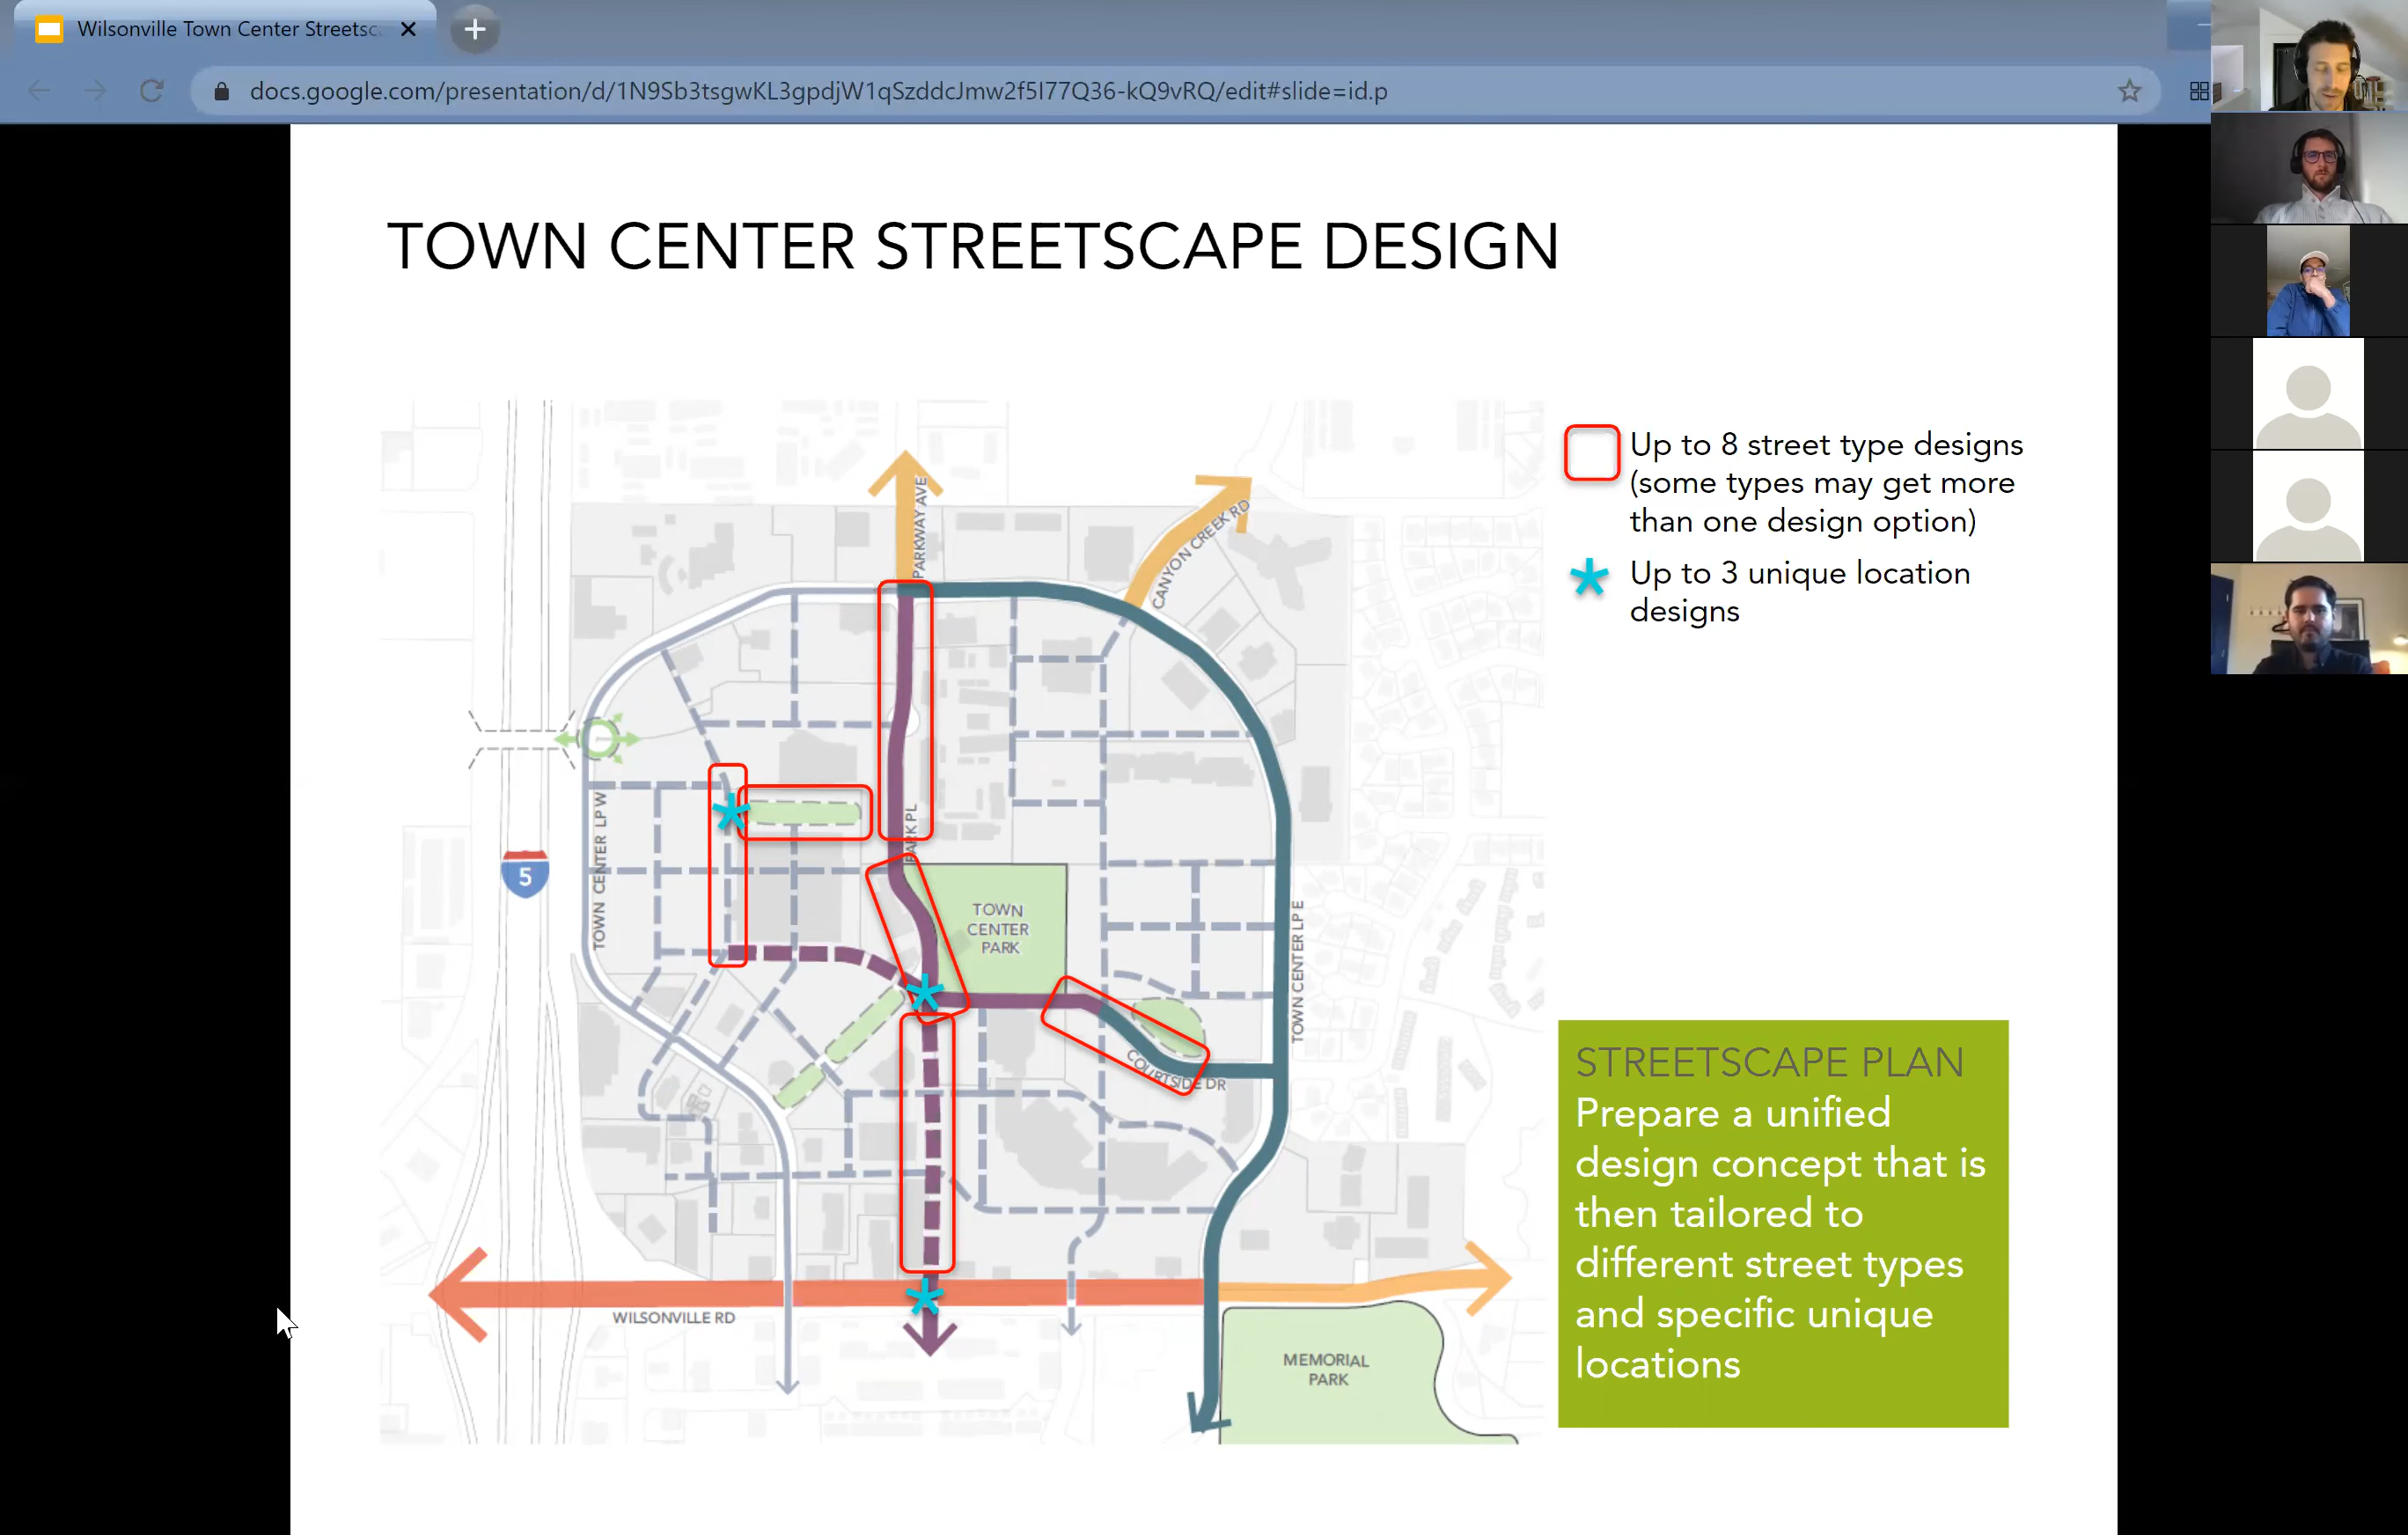 Wilsonville Town Center Streetsc
docs.google.com/presentation/d/1N9Sb3tsgwKL3gpdjW1qSzddcJmw2f5I77Q36-kQ9vRQ/edit#slide=id.p
TOWN CENTER STREETSCAPE DESIGN
Up to 8 street type designs
(some types may get more
than one design option)
Up to 3 unique location
designs
PARKWAY AVE
CANYON CREEK RD
TOWN CENTER LP W
PARK PL
5
TOWN
CENTER
PARK
TOWN CENTER LP E
COURTSIDE DR
WILSONVILLE RD
MEMORIAL
PARK
STREETSCAPE PLAN
Prepare a unified
design concept that is
then tailored to
different street types
and specific unique
locations